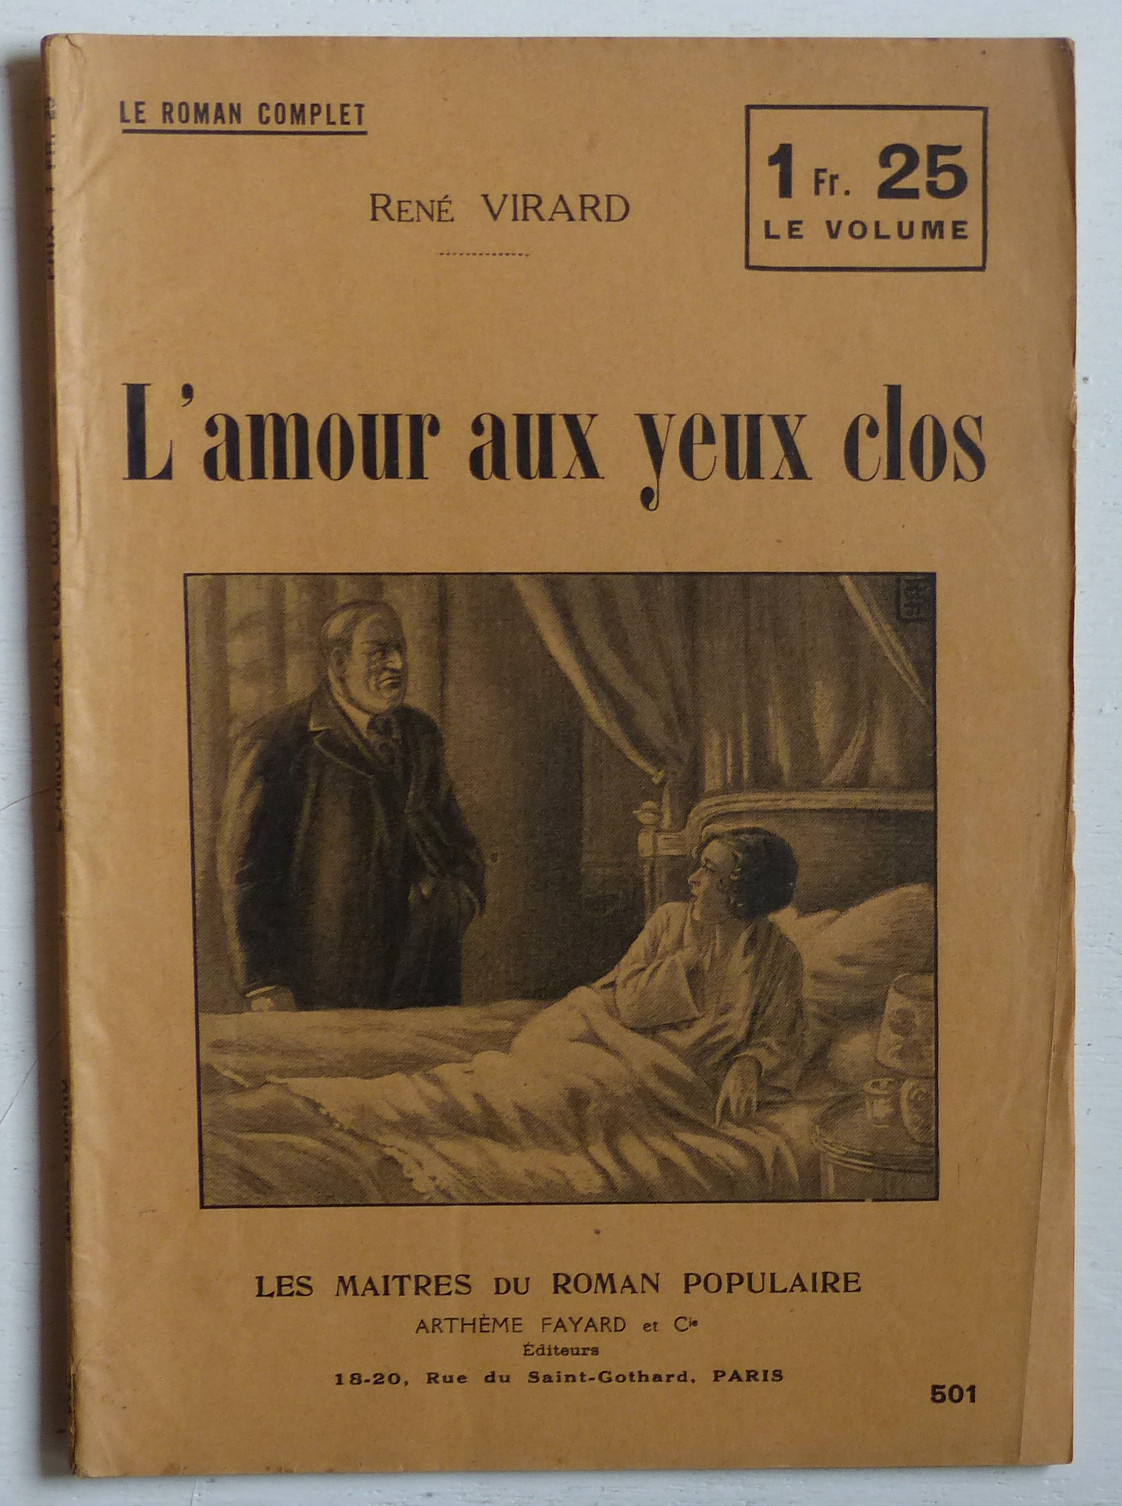 LE ROMAN COMPLET
1 Fr. 25
LE VOLUME
RENÉ VIRARD
L'amour aux yeux clos
LES MAITRES DU ROMAN POPULAIRE
ARTHÈME FAYARD et Cie
Éditeurs
18-20, Rue du Saint-Gothard, PARIS
501